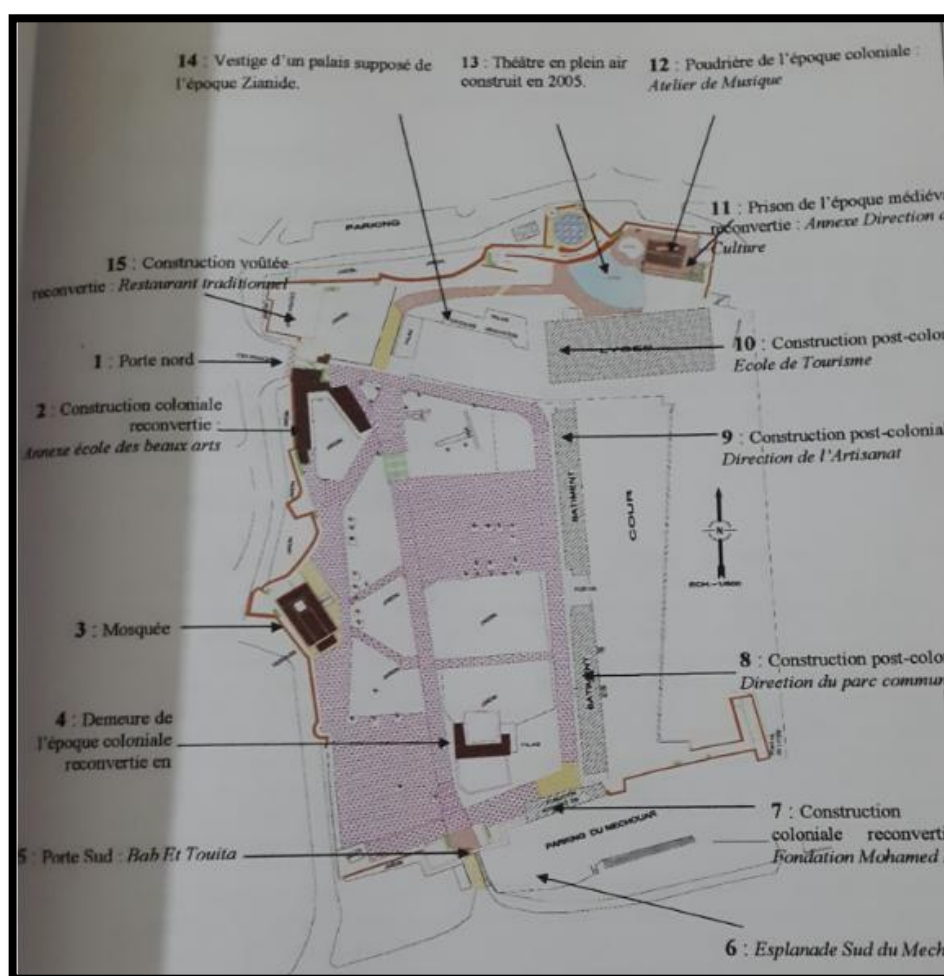 14 : Vestige d'un palais supposé de
l'époque Zianide.
13 : Théâtre en plein air
construit en 2005.
12 : Poudrière de l'époque coloniale :
Atelier de Musique
11 : Prison de l'époque médiév
reconvertie : Annexe Direction
Culture
PARKING
15 : Construction voûtée
reconvertie : Restaurant traditionnel
1 : Porte nord
LYCEE
10 : Construction post-colon
Ecole de Tourisme
2 : Construction coloniale
reconvertie :
Annexe école des beaux arts
9 : Construction post-colonial
Direction de l'Artisanat
BATIMENT
COUR
N
3 : Mosquée
8 : Construction post-colo
Direction du parc commun
BATIMENT
4 : Demeure de
l'époque coloniale
reconvertie en
7 : Construction
coloniale reconverti
Fondation Mohamed
PARKING DU MECHOUAR
5 : Porte Sud : Bab Et Touita
6 : Esplanade Sud du Mech